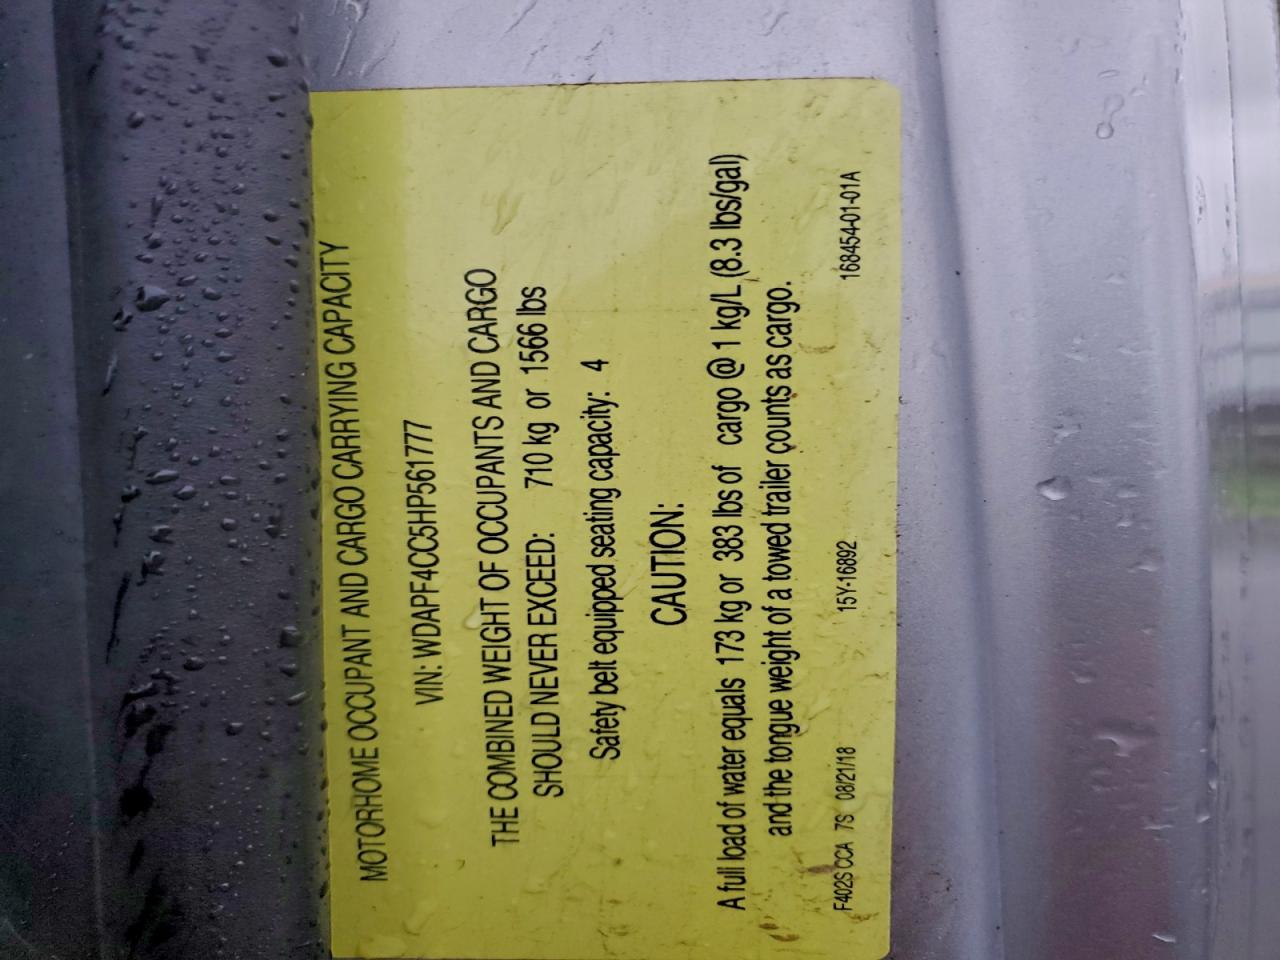 MOTORHOME OCCUPANT AND CARGO CARRYING CAPACITY
VIN: WDAPF4CC5HP561777
THE COMBINED WEIGHT OF OCCUPANTS AND CARGO
SHOULD NEVER EXCEED: 710 kg or 1566 lbs
Safety belt equipped seating capacity: 4
CAUTION:
A full load of water equals 173 kg or 383 lbs of cargo @ 1 kg/L (8.3 lbs/gal)
and the tongue weight of a towed trailer counts as cargo.
F402S CCA 7S 08/21/18 15Y-16892 168454-01-01A